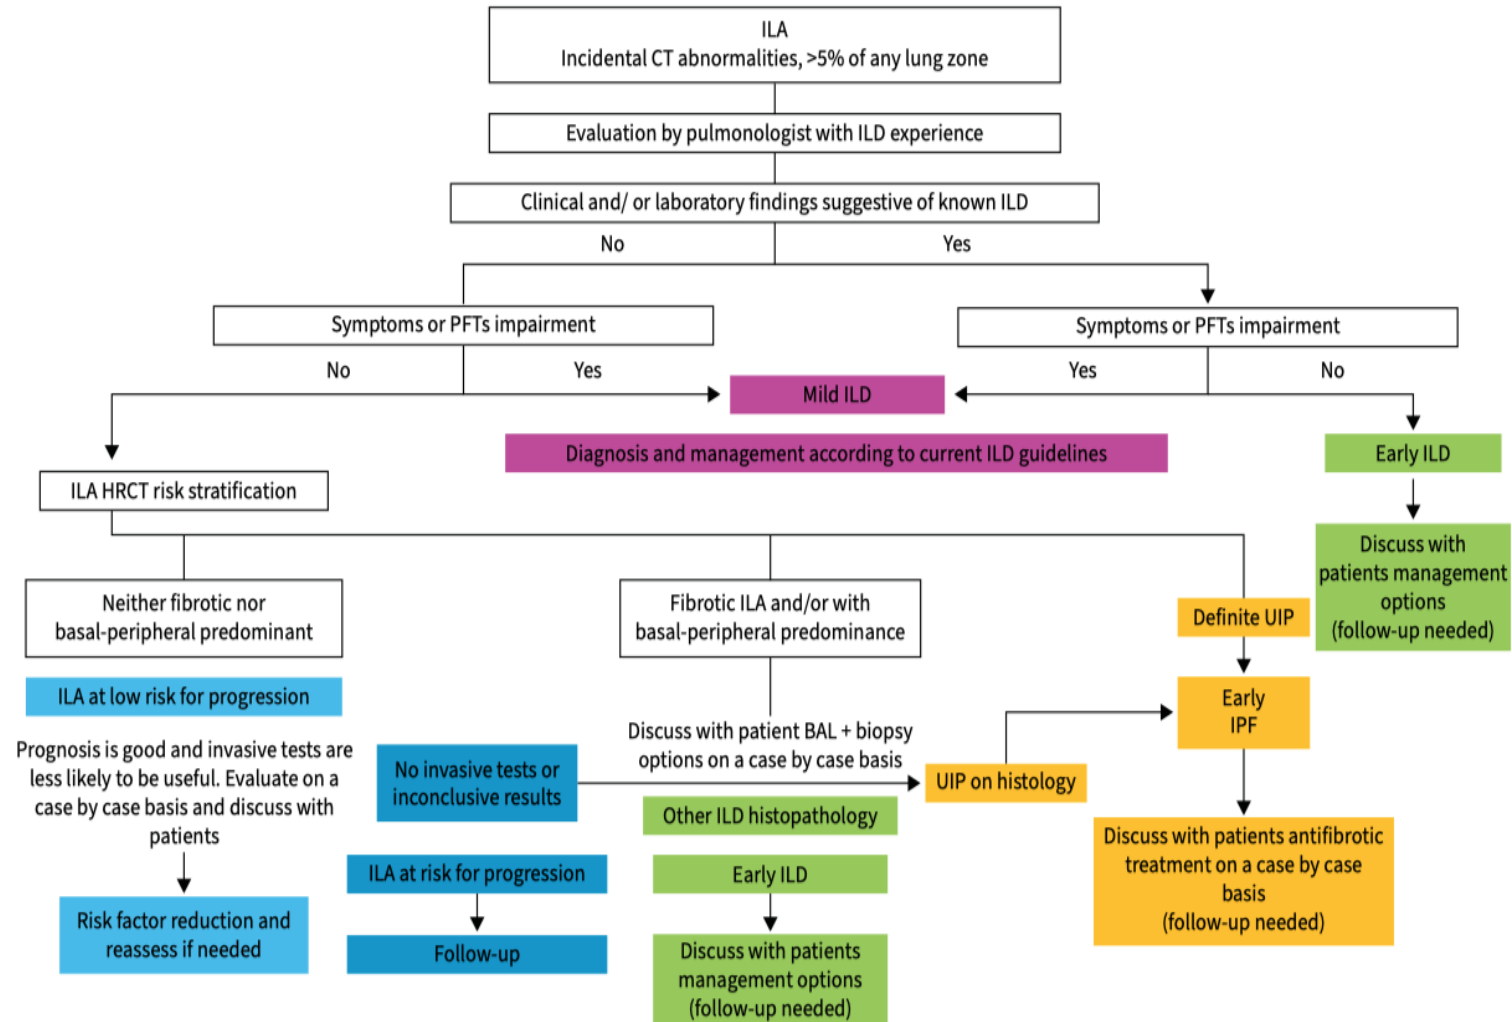 ILA
Incidental CT abnormalities, >5% of any lung zone
Evaluation by pulmonologist with ILD experience
Clinical and/ or laboratory findings suggestive of known ILD
No
Yes
Symptoms or PFTs impairment
Symptoms or PFTs impairment
No
Yes
Mild ILD
Yes
No
Diagnosis and management according to current ILD guidelines
Early ILD
ILA HRCT risk stratification
Discuss with
patients management
options
(follow-up needed)
Neither fibrotic nor
basal-peripheral predominant
Fibrotic ILA and/or with
basal-peripheral predominance
Definite UIP
ILA at low risk for progression
Early
IPF
Prognosis is good and invasive tests are
less likely to be useful. Evaluate on a
case by case basis and discuss with
patients
Discuss with patient BAL + biopsy
options on a case by case basis
No invasive tests or
inconclusive results
UIP on histology
Other ILD histopathology
Discuss with patients antifibrotic
treatment on a case by case
basis
(follow-up needed)
ILA at risk for progression
Early ILD
Risk factor reduction and
reassess if needed
Follow-up
Discuss with patients
management options
(follow-up needed)